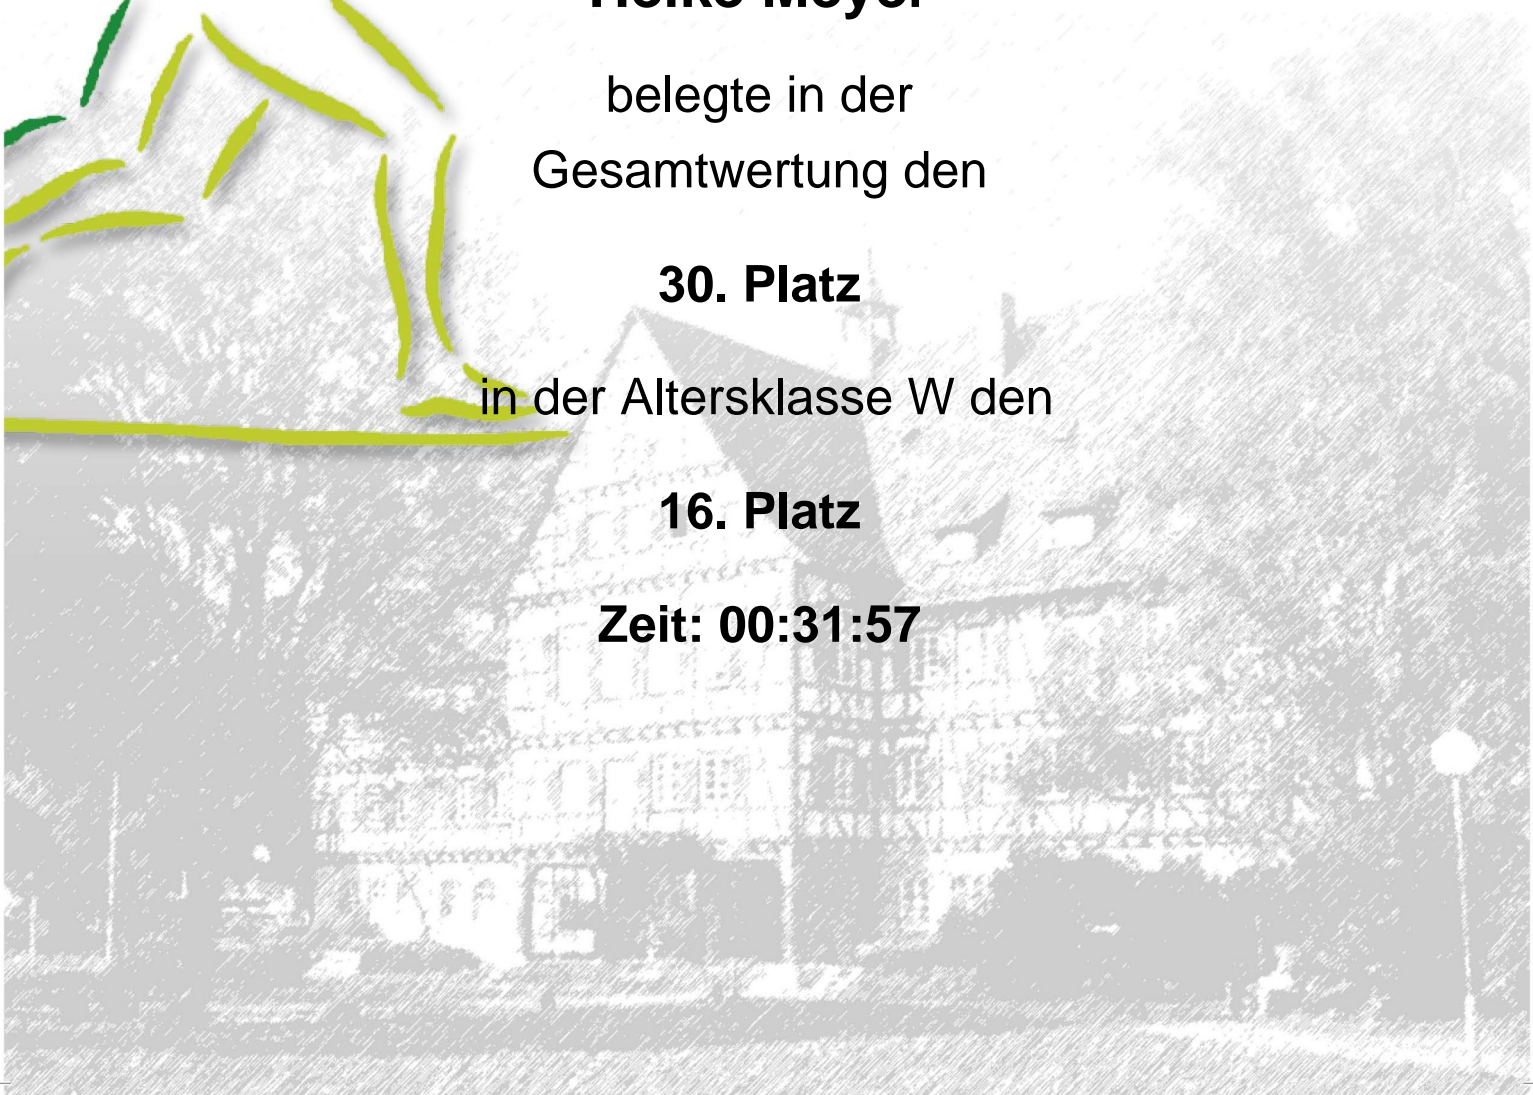 belegte in der
Gesamtwertung den
30. Platz
in der Altersklasse W den
16. Platz
Zeit: 00:31:57